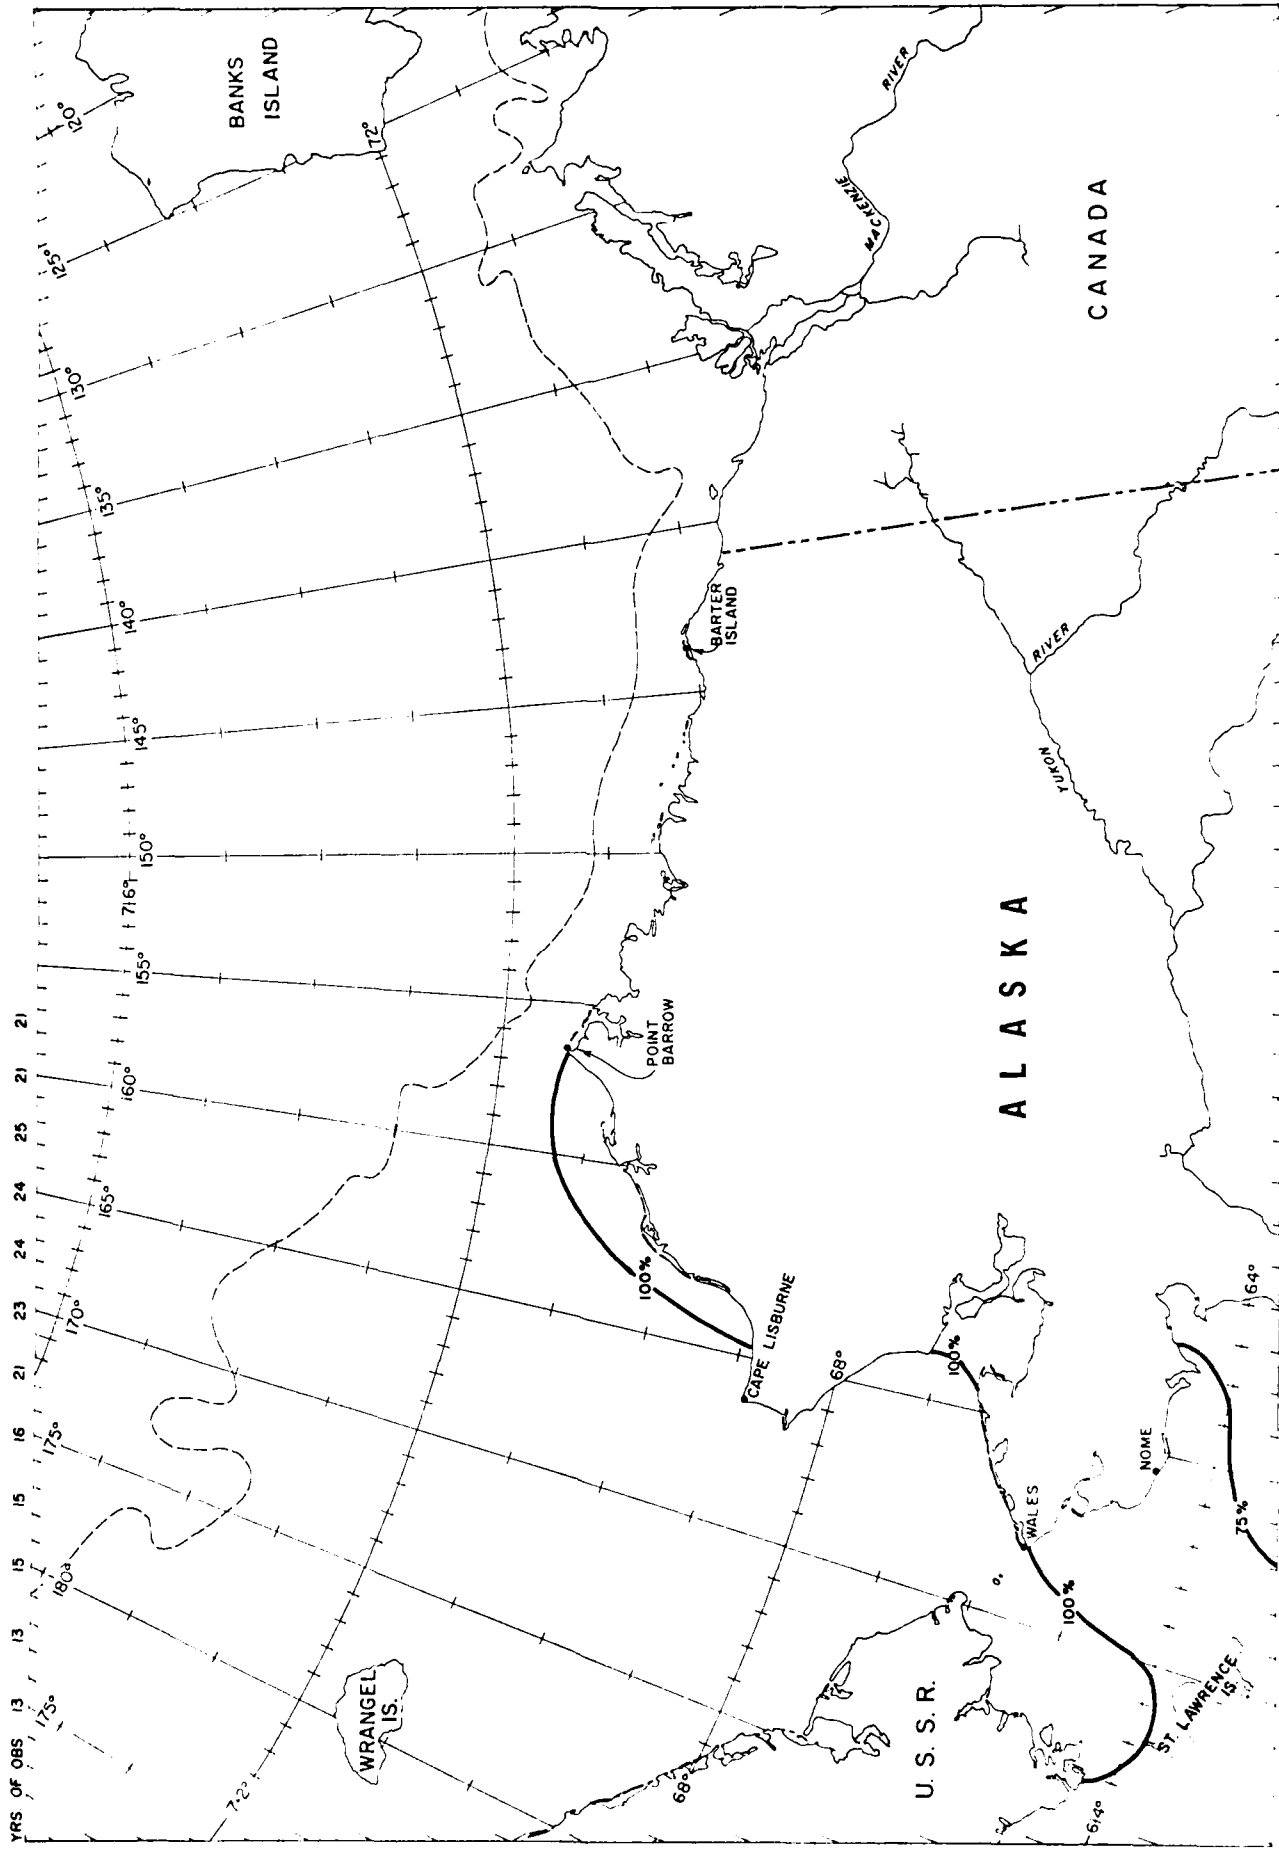 YRS OF OBS 13 13 15 15 16 21 23 24 24 25 21 21
175°
180°
175°
170°
165°
160°
155°
150°
145°
140°
135°
130°
125°
120°
76°
72°
72°
BANKS
ISLAND
WRANGEL
IS.
POINT
BARROW
BARTER
ISLAND
MACKENZIE
RIVER
CANADA
100%
CAPE LISBURNE
68°
68°
100%
ALASKA
YUKON
RIVER
U.S.S.R.
WALES
NOME
100%
75%
ST. LAWRENCE
IS.
64°
64°